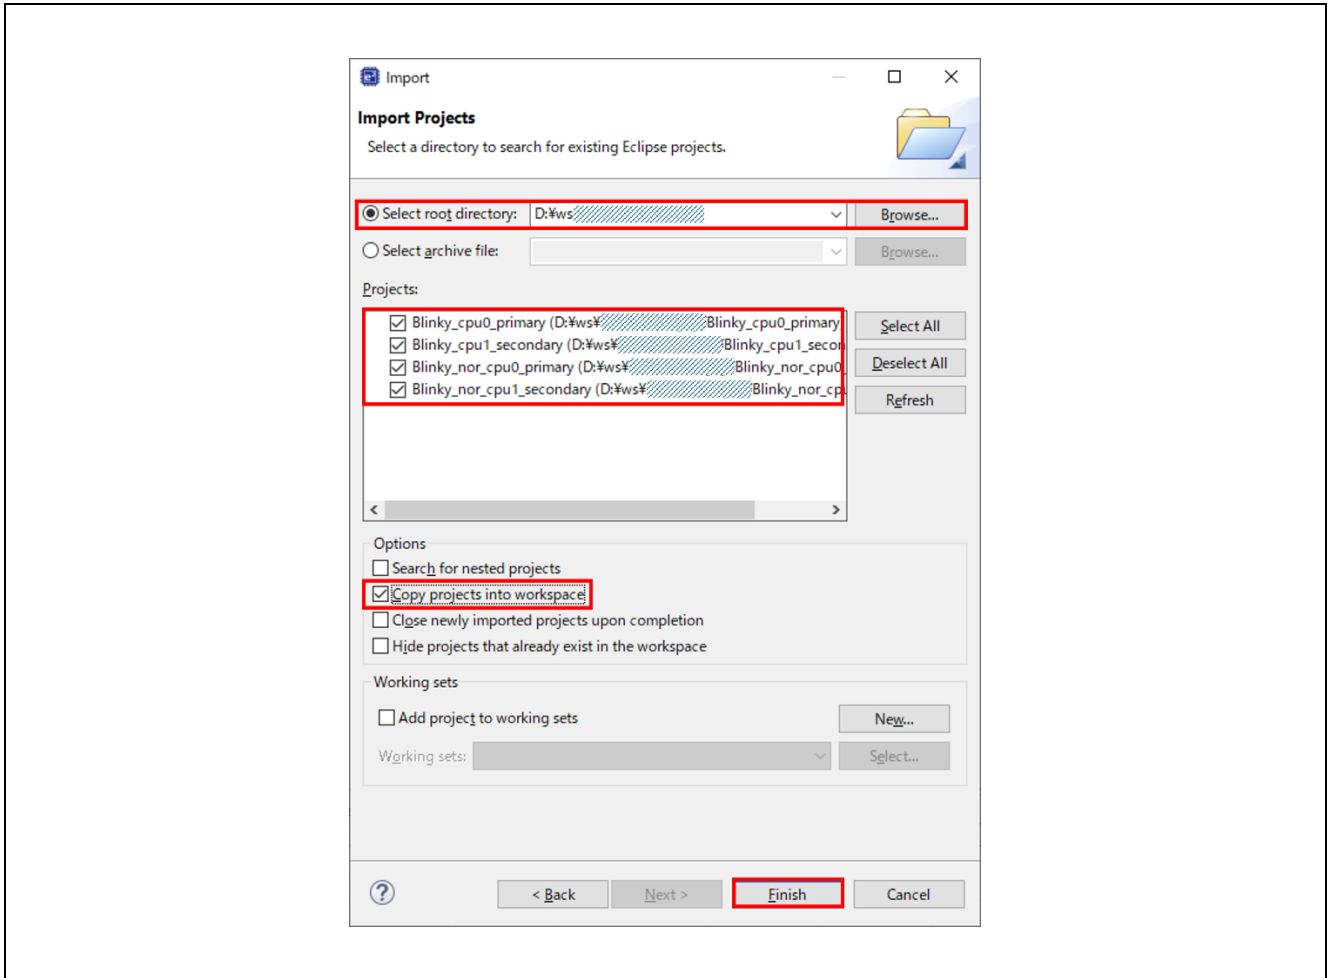 Import
Import Projects
Select a directory to search for existing Eclipse projects.
Select root directory: D:¥ws Browse...
Select archive file: Browse...
Projects:
Blinky_cpu0_primary (D:¥ws¥ Blinky_cpu0_primary
Blinky_cpu1_secondary (D:¥ws¥ Blinky_cpu1_secon
Blinky_nor_cpu0_primary (D:¥ws¥ Blinky_nor_cpu0_
Blinky_nor_cpu1_secondary (D:¥ws¥ Blinky_nor_cpu
Select All
Deselect All
Refresh
Options
Search for nested projects
Copy projects into workspace
Close newly imported projects upon completion
Hide projects that already exist in the workspace
Working sets
Add project to working sets New...
Working sets: Select...
< Back Next > Finish Cancel